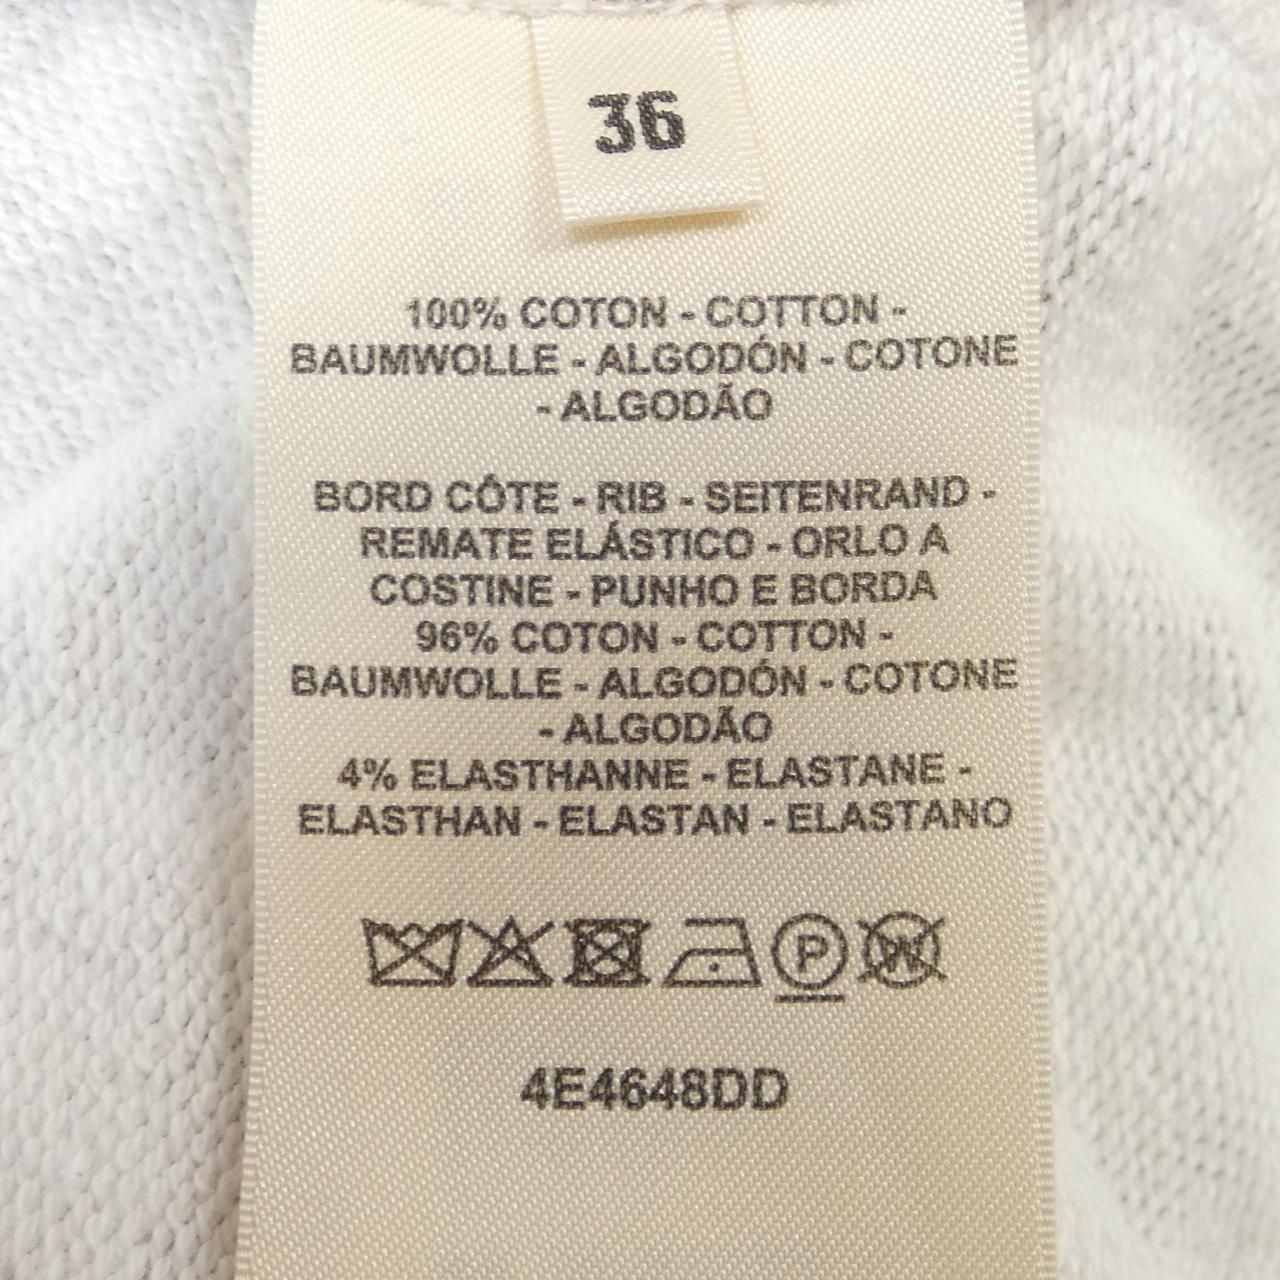 36
100% COTON - COTTON -
BAUMWOLLE - ALGODÓN - COTONE
- ALGODÃO
BORD CÔTE - RIB - SEITENRAND -
REMATE ELÁSTICO - ORLO A
COSTINE - PUNHO E BORDA
96% COTON - COTTON -
BAUMWOLLE - ALGODÓN - COTONE
- ALGODÃO
4% ELASTHANNE - ELASTANE -
ELASTHAN - ELASTAN - ELASTANO
P W
4E4648DD